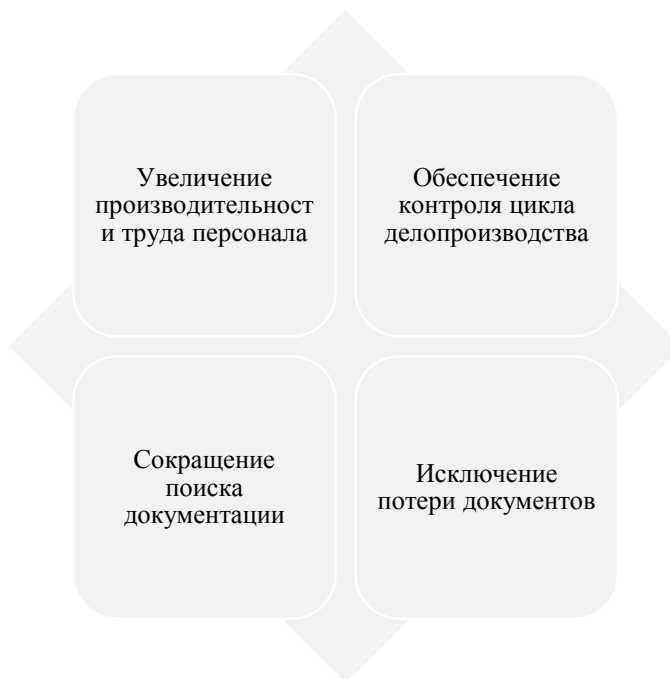 Увеличение
производительност
и труда персонала
Обеспечение
контроля цикла
делопроизводства
Сокращение
поиска
документации
Исключение
потери документов